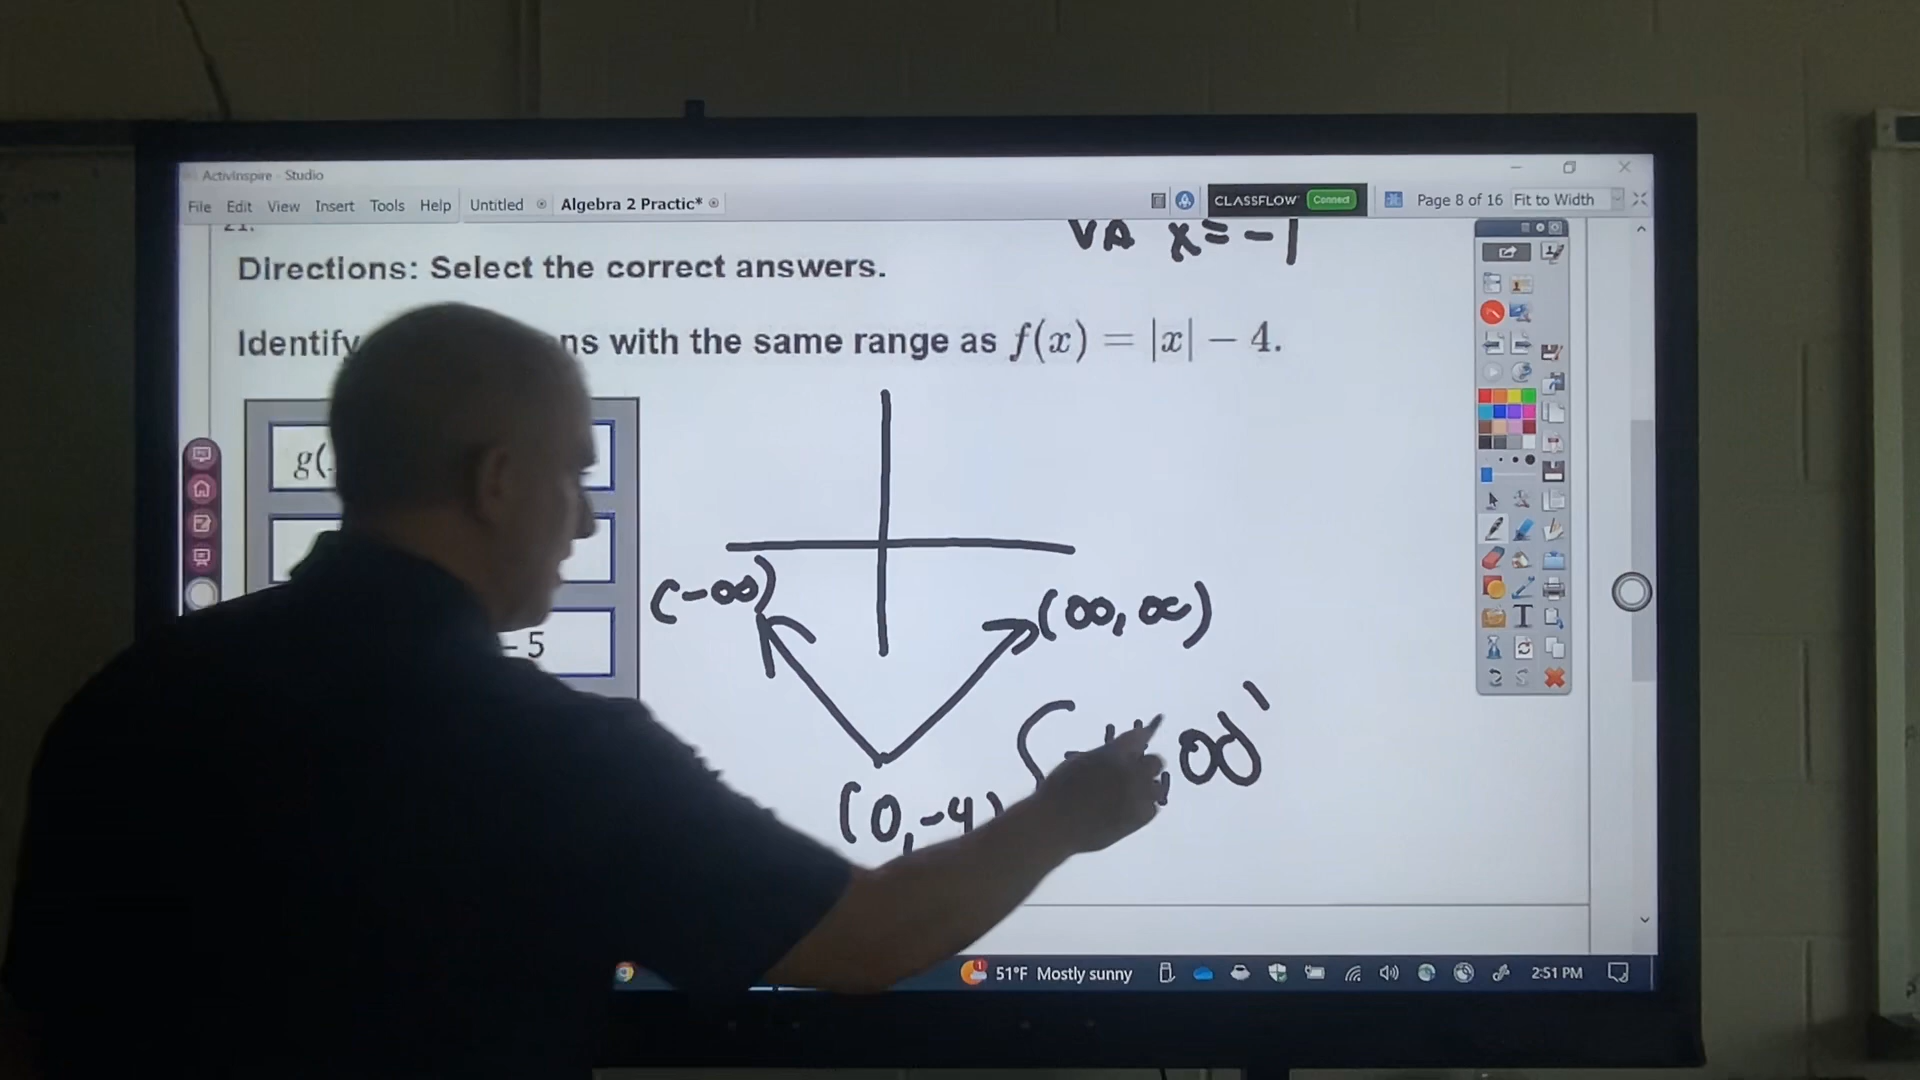 ActivInspire - Studio
File Edit View Insert Tools Help Untitled Algebra 2 Practic* CLASSFLOW Connect Page 8 of 16 Fit to Width
21.
VA x = -1
Directions: Select the correct answers.
Identify ns with the same range as f(x) = |x| − 4.
g(
(-∞)
(∞, ∞)
- 5
, ∞)
(0, -4)
51°F Mostly sunny 2:51 PM